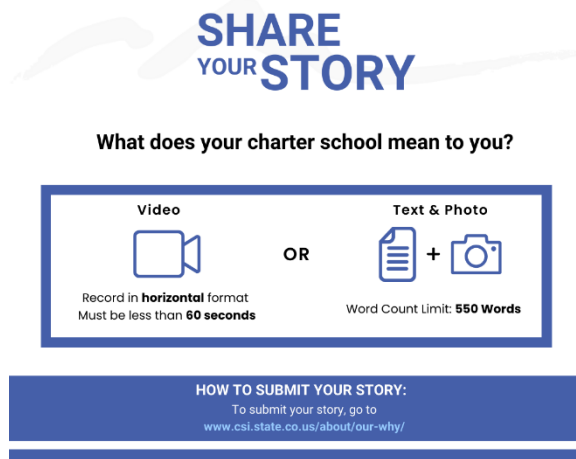 SHARE
YOUR STORY
What does your charter school mean to you?
Video
Record in horizontal format
Must be less than 60 seconds
OR
Text & Photo
+
Word Count Limit: 550 Words
HOW TO SUBMIT YOUR STORY:
To submit your story, go to
www.csi.state.co.us/about/our-why/